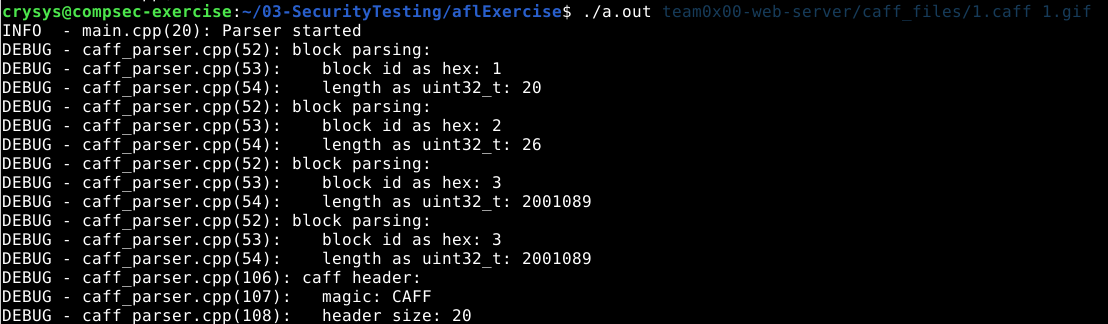 crysys@compsec-exercise:~/03-SecurityTesting/aflExercise$ ./a.out team0x00-web-server/caff_files/1.caff 1.gif
INFO  - main.cpp(20): Parser started
DEBUG - caff_parser.cpp(52): block parsing:
DEBUG - caff_parser.cpp(53):    block id as hex: 1
DEBUG - caff_parser.cpp(54):    length as uint32_t: 20
DEBUG - caff_parser.cpp(52): block parsing:
DEBUG - caff_parser.cpp(53):    block id as hex: 2
DEBUG - caff_parser.cpp(54):    length as uint32_t: 26
DEBUG - caff_parser.cpp(52): block parsing:
DEBUG - caff_parser.cpp(53):    block id as hex: 3
DEBUG - caff_parser.cpp(54):    length as uint32_t: 2001089
DEBUG - caff_parser.cpp(52): block parsing:
DEBUG - caff_parser.cpp(53):    block id as hex: 3
DEBUG - caff_parser.cpp(54):    length as uint32_t: 2001089
DEBUG - caff_parser.cpp(106): caff header:
DEBUG - caff_parser.cpp(107):   magic: CAFF
DEBUG - caff_parser.cpp(108):   header size: 20